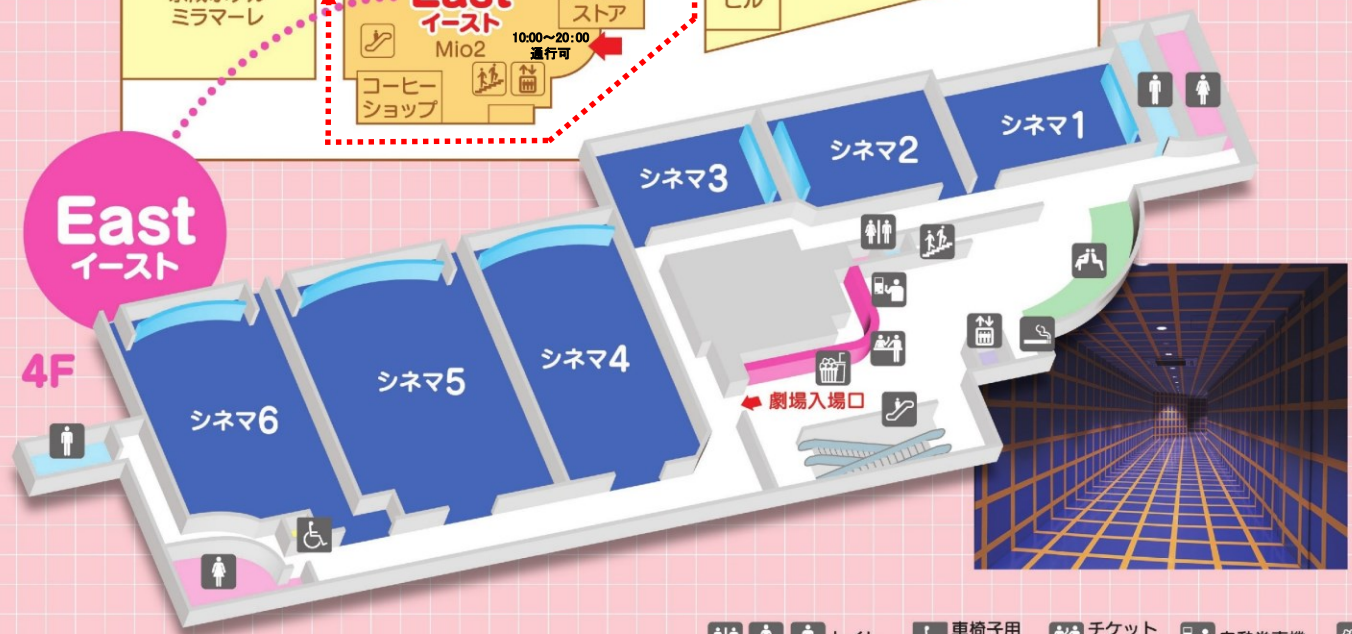 ミラマーレ
East
イースト
Mio2
ストア
10:00～20:00
通行可
コーヒー
ショップ
ビル
East
イースト
4F
シネマ1
シネマ2
シネマ3
シネマ4
シネマ5
シネマ6
劇場入場口
車椅子用
チケット